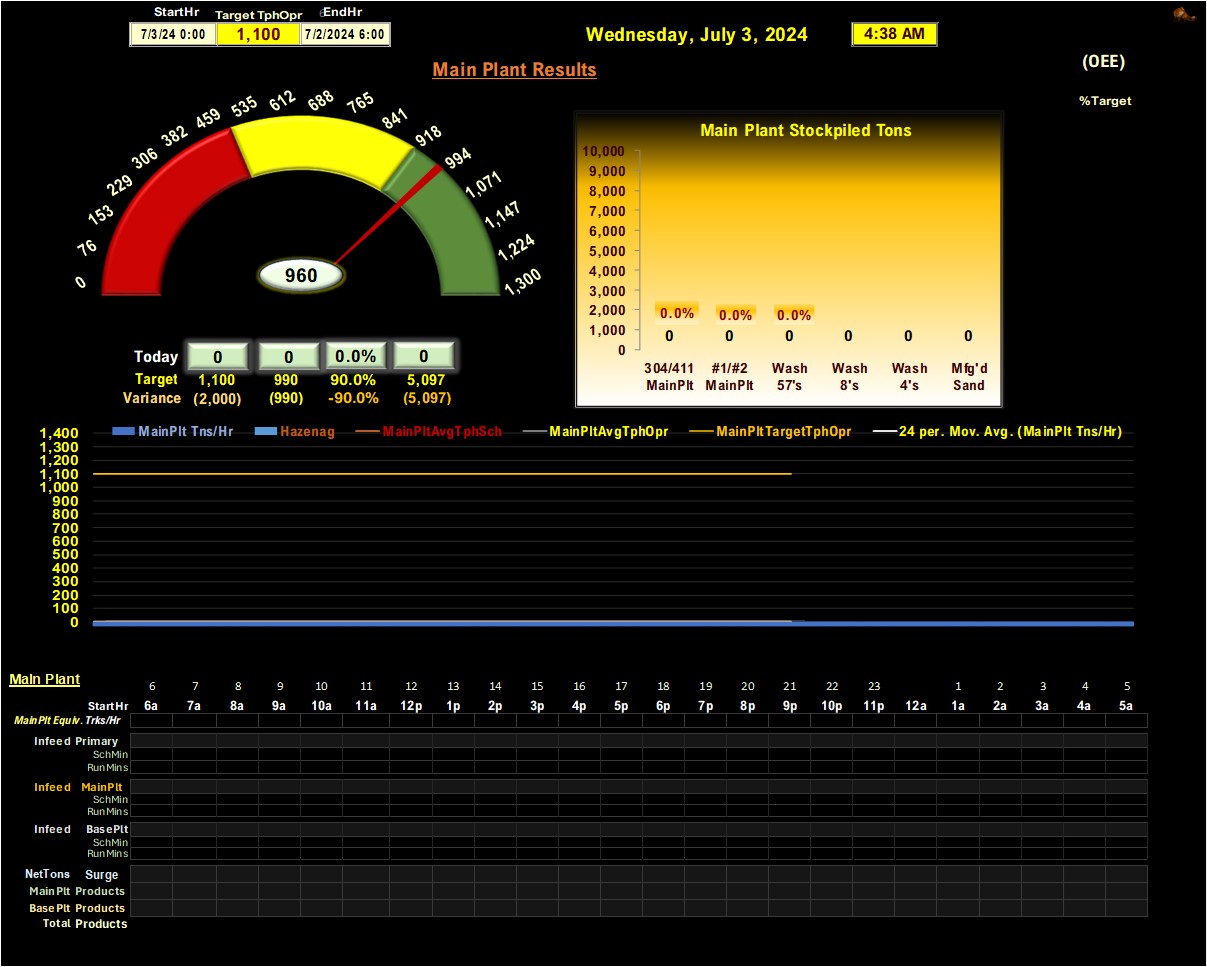 StartHr Target TphOpr EndHr
7/3/24 0:00 1,100 7/2/2024 6:00
Wednesday, July 3, 2024
4:38 AM
(OEE)
%Target
Main Plant Results
0 76 153 229 306 382 459 535 612 688 765 841 918 994 1,071 1,147 1,224 1,300
960
Today 0 0 0.0% 0
Target 1,100 990 90.0% 5,097
Variance (2,000) (990) -90.0% (5,097)
Main Plant Stockpiled Tons
10,000
9,000
8,000
7,000
6,000
5,000
4,000
3,000
2,000
1,000
0
0.0% 0.0% 0.0%
0 0 0 0 0 0
304/411 #1/#2 Wash Wash Wash Mfg'd
MainPlt MainPlt 57's 8's 4's Sand
MainPlt Tns/Hr Hazenag MainPltAvgTphSch MainPltAvgTphOpr MainPltTargetTphOpr 24 per. Mov. Avg. (MainPlt Tns/Hr)
1,400
1,300
1,200
1,100
1,000
900
800
700
600
500
400
300
200
100
0
Main Plant
6 7 8 9 10 11 12 13 14 15 16 17 18 19 20 21 22 23 1 2 3 4 5
StartHr 6a 7a 8a 9a 10a 11a 12p 1p 2p 3p 4p 5p 6p 7p 8p 9p 10p 11p 12a 1a 2a 3a 4a 5a
MainPlt Equiv. Trks/Hr
Infeed Primary
SchMin
RunMins
Infeed MainPlt
SchMin
RunMins
Infeed BasePlt
SchMin
RunMins
NetTons Surge
MainPlt Products
BasePlt Products
Total Products